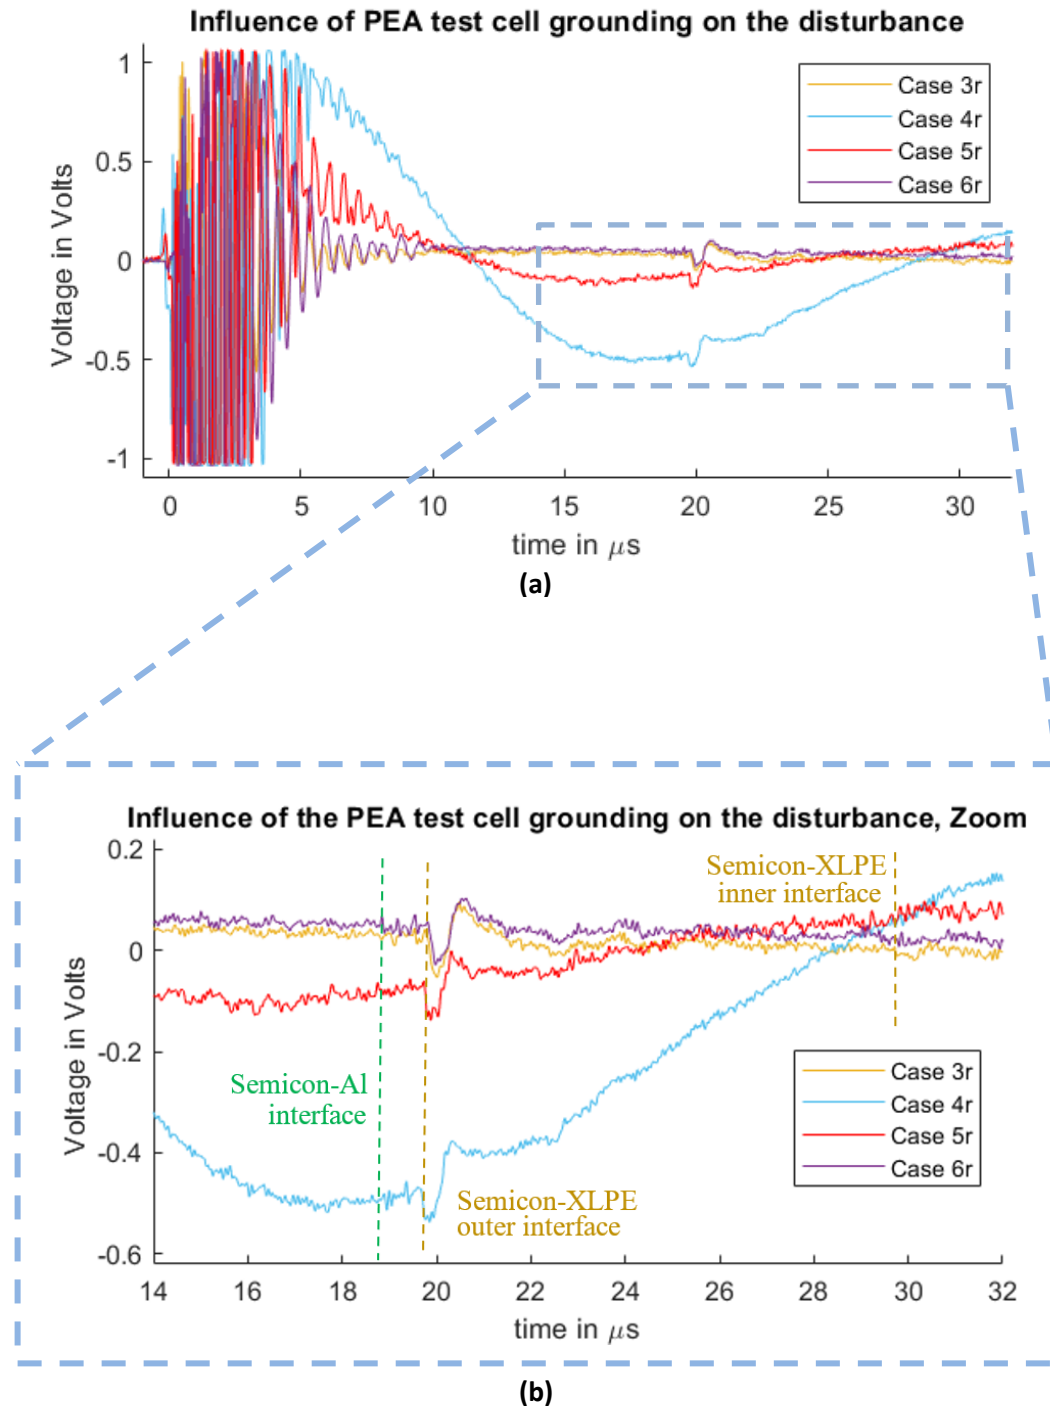 Influence of PEA test cell grounding on the disturbance
Voltage in Volts
1
0.5
0
-0.5
-1
Case 3r
Case 4r
Case 5r
Case 6r
0 5 10 15 20 25 30
time in μs
(a)
Influence of the PEA test cell grounding on the disturbance, Zoom
Voltage in Volts
0.2
0
-0.2
-0.4
-0.6
Semicon-XLPE
inner interface
Semicon-Al
interface
Semicon-XLPE
outer interface
Case 3r
Case 4r
Case 5r
Case 6r
14 16 18 20 22 24 26 28 30 32
time in μs
(b)